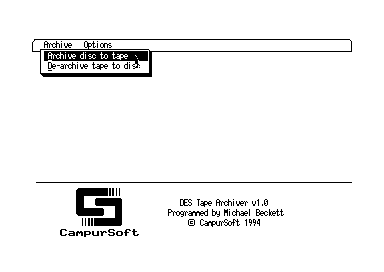 Archive Options
Archive disc to tape
De-archive tape to disc
DES Tape Archiver v1.0
Programmed by Michael Beckett
© CampurSoft 1994
CampurSoft